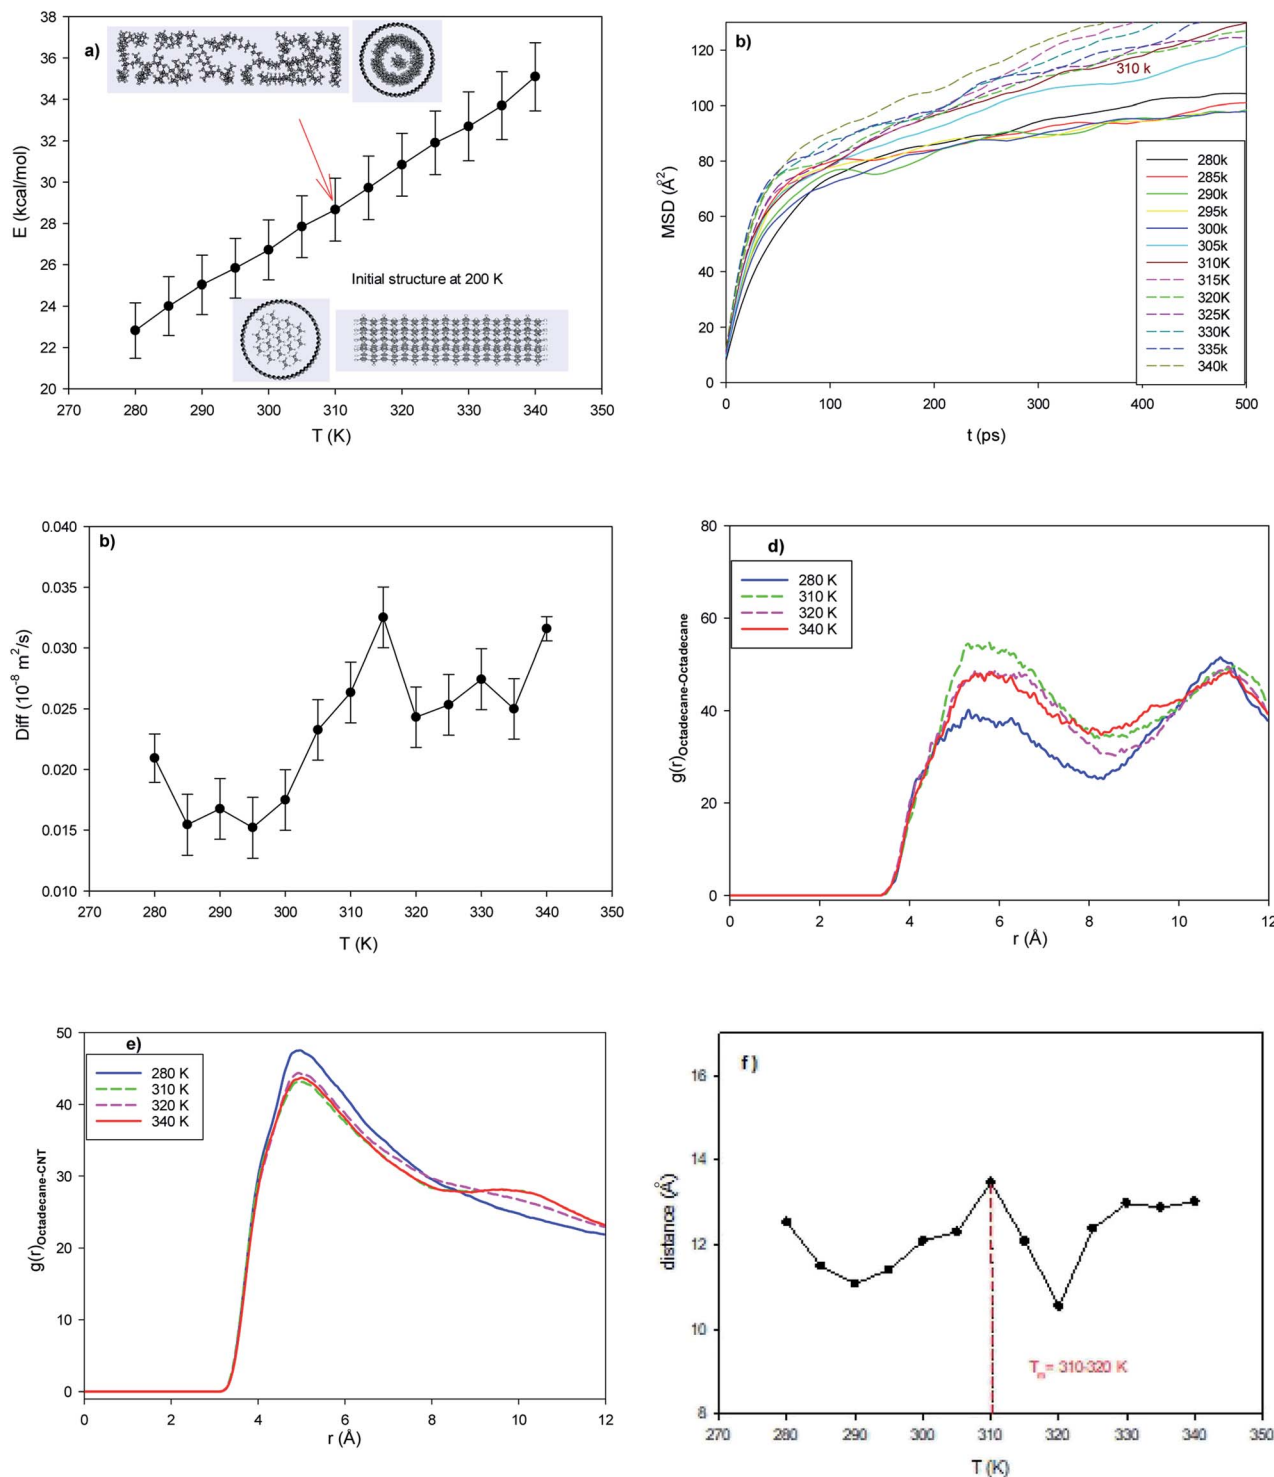 a)
E (kcal/mol)
38
36
34
32
30
28
26
24
22
20
Initial structure at 200 K
270 280 290 300 310 320 330 340 350
T (K)
b)
MSD (Å²)
120
100
80
60
40
20
0
310 k
280k
285k
290k
295k
300k
305k
310K
315K
320K
325K
330K
335k
340k
0 100 200 300 400 500
t (ps)
b)
Diff (10⁻⁸ m²/s)
0.040
0.035
0.030
0.025
0.020
0.015
0.010
270 280 290 300 310 320 330 340 350
T (K)
d)
g(r)Octadecane-Octadecane
80
60
40
20
0
280 K
310 K
320 K
340 K
0 2 4 6 8 10 12
r (Å)
e)
g(r)Octadecane-CNT
50
40
30
20
10
0
280 K
310 K
320 K
340 K
0 2 4 6 8 10 12
r (Å)
f)
distance (Å)
16
14
12
10
8
Tm= 310-320 K
270 280 290 300 310 320 330 340 350
T (K)